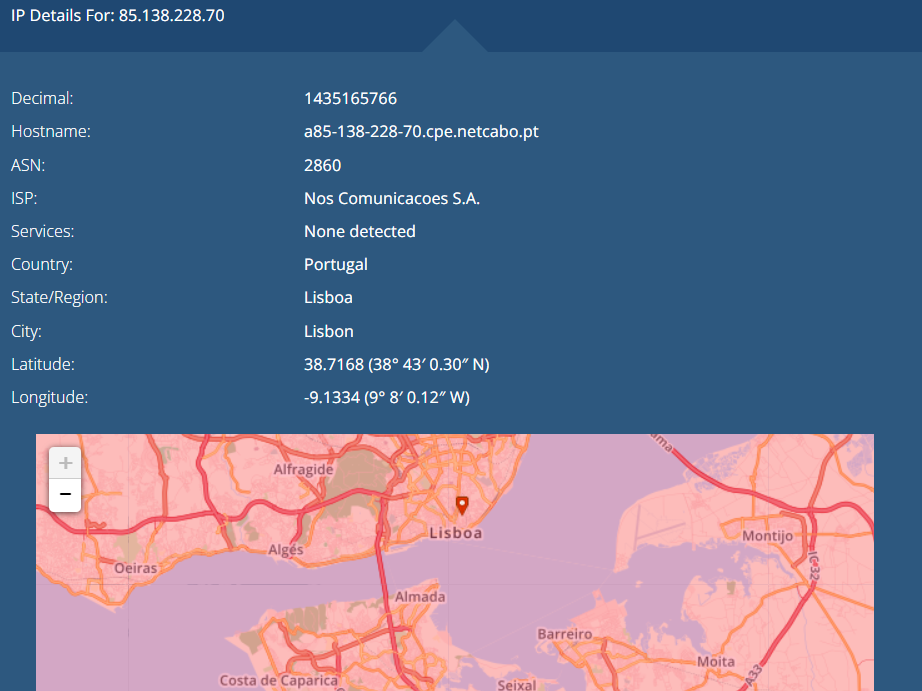 IP Details For: 85.138.228.70
Decimal: 1435165766
Hostname: a85-138-228-70.cpe.netcabo.pt
ASN: 2860
ISP: Nos Comunicacoes S.A.
Services: None detected
Country: Portugal
State/Region: Lisboa
City: Lisbon
Latitude: 38.7168 (38° 43′ 0.30″ N)
Longitude: -9.1334 (9° 8′ 0.12″ W)
+
−
Alfragide
Lisboa
Montijo
Algés
Oeiras
IC 32
Almada
Barreiro
Moita
A33
Costa de Caparica
Seixal